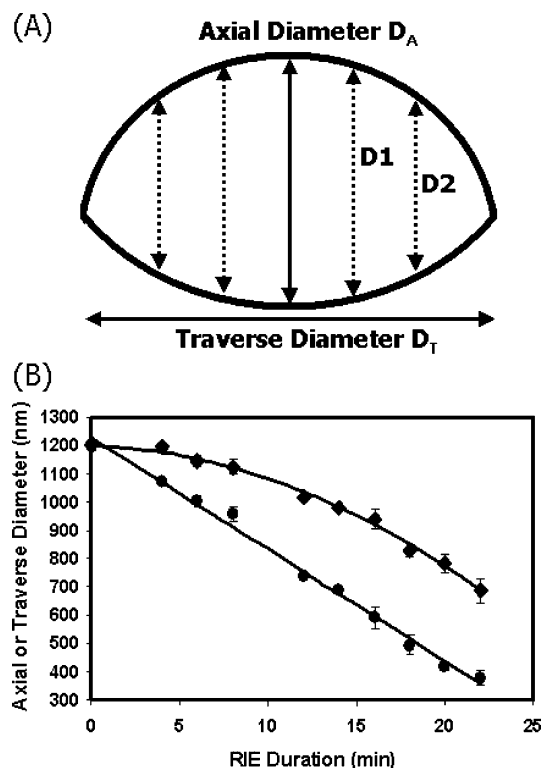 (A)
Axial Diameter DA
D1
D2
Traverse Diameter DT
(B)
Axial or Traverse Diameter (nm)
1300
1200
1100
1000
900
800
700
600
500
400
300
0 5 10 15 20 25
RIE Duration (min)